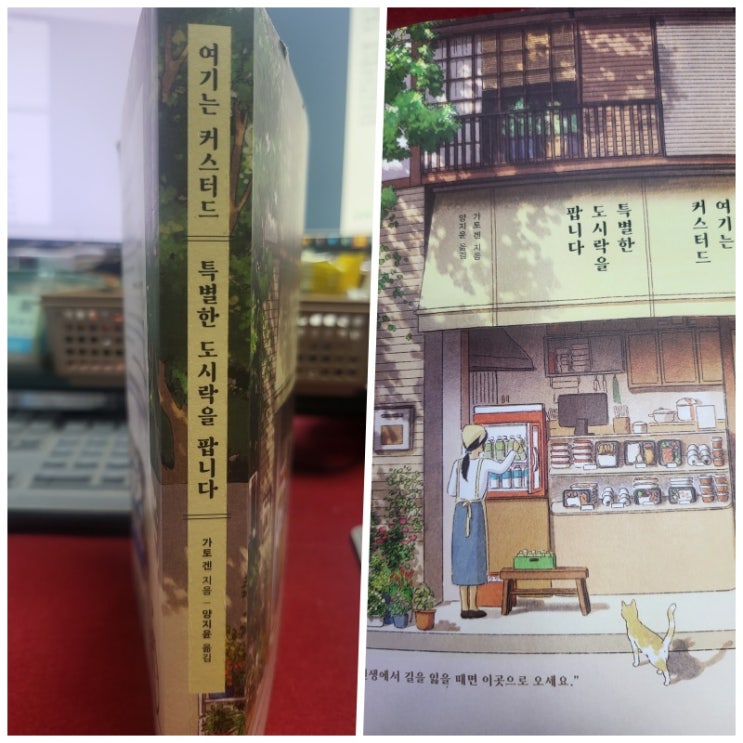 여기는 커스터드
특별한 도시락을 팝니다
가토 겐 지음 – 양지윤 옮김
여기는
커스터드
특별한
도시락을
팝니다
가토 겐 지음
양지윤 옮김
생에서 길을 잃을 때면 이곳으로 오세요.”